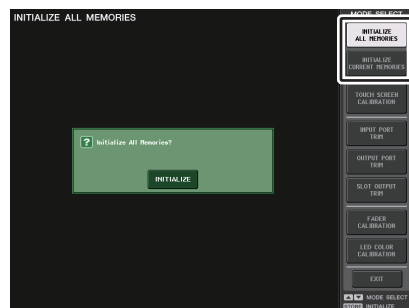 INITIALIZE ALL MEMORIES
MODE SELECT
INITIALIZE
ALL MEMORIES
INITIALIZE
CURRENT MEMORIES
TOUCH SCREEN
CALIBRATION
INPUT PORT
TRIM
? Initialize All Memories?
OUTPUT PORT
TRIM
INITIALIZE
SLOT OUTPUT
TRIM
FADER
CALIBRATION
LED COLOR
CALIBRATION
EXIT
MODE SELECT
STORE INITIALIZE